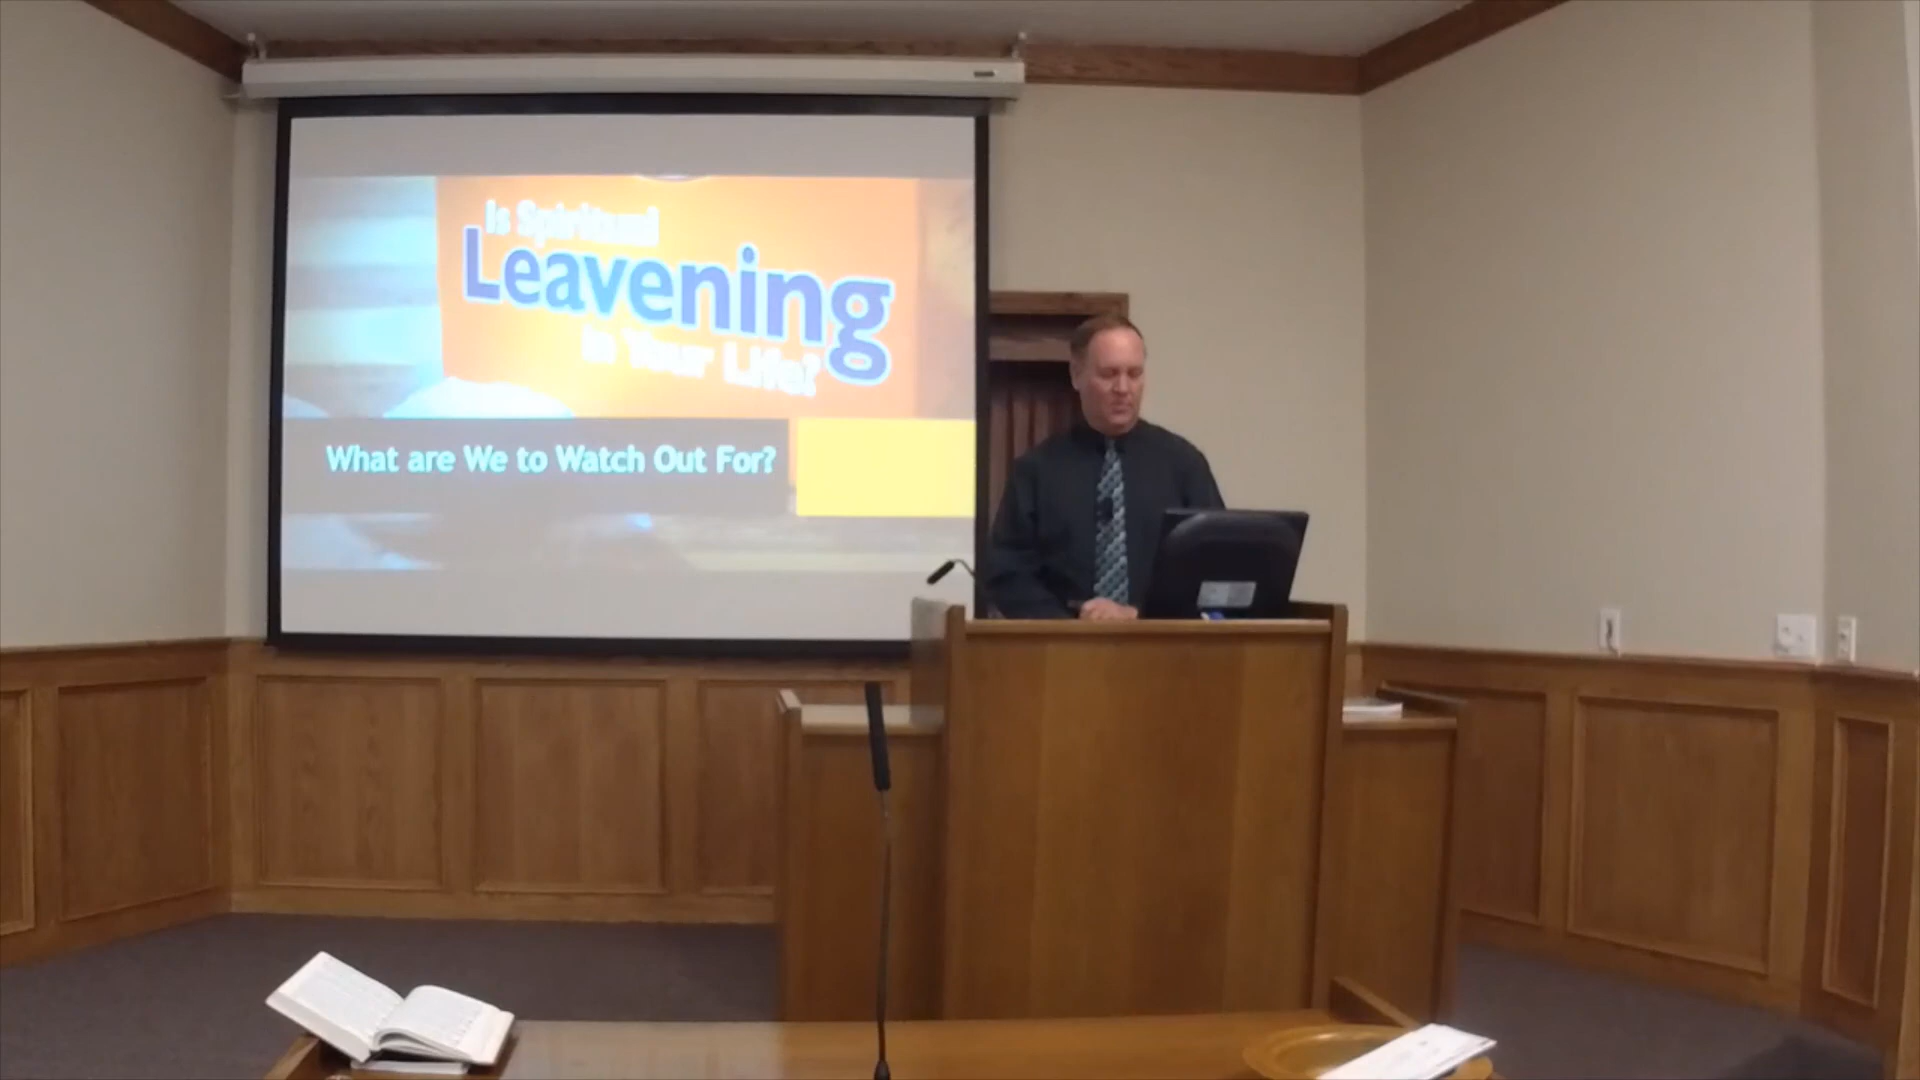 Is Spiritual
Leavening
in Your Life?
What are We to Watch Out For?